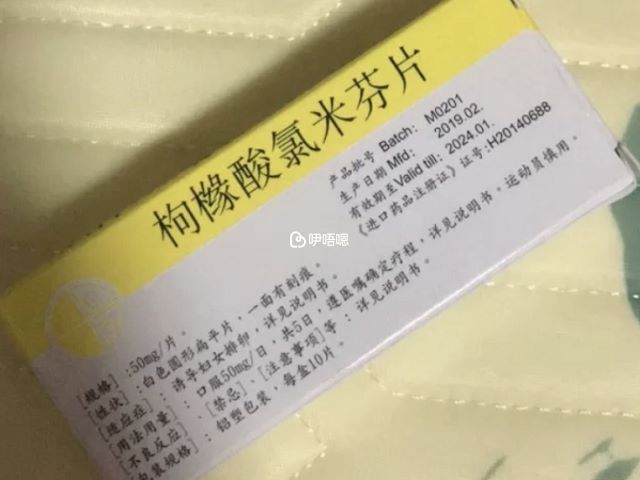 枸橼酸氯米芬片
产品批号 Batch: M0201
生产日期 Mfd: 2019.02.
有效期至Valid till: 2024.01.
《进口药品注册证》证号:H20140688
运动员慎用。
伊唔嗯
[规格]:50mg/片。
[性状]:白色圆形扁平片，一面有刻痕。
[适应症]:诱导妇女排卵，详见说明书。
[用法用量]:口服50mg/日，共5日，遵医嘱确定疗程，详见说明书。
[不良反应]、[禁忌]、[注意事项]等:详见说明书。
[包装规格]:铝塑包装，每盒10片。